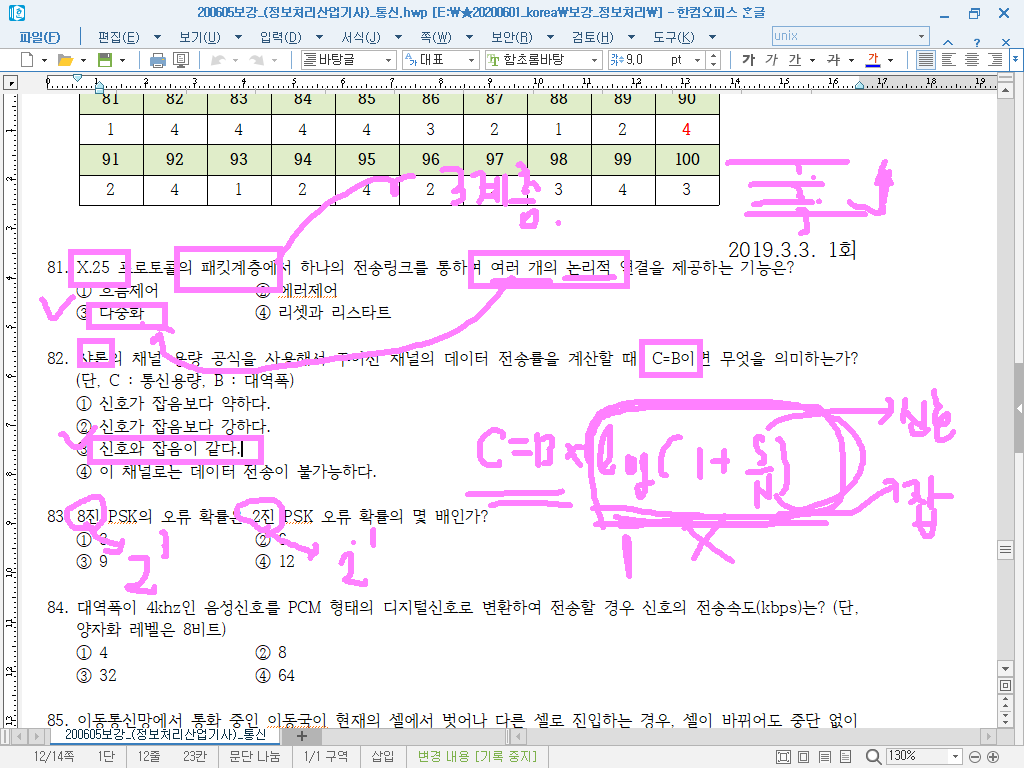 200605보강_(정보처리산업기사)_통신.hwp [E:\★20200601_korea\보강_정보처리\] - 한컴오피스 한글
파일(F) 편집(E) 보기(U) 입력(D) 서식(J) 쪽(W) 보안(R) 검토(H) 도구(K) unix
바탕글 대표 함초롬바탕 9,0 pt 가 가 가 가 가
81 82 83 84 85 86 87 88 89 90
1 4 4 4 4 3 2 1 2 4
91 92 93 94 95 96 97 98 99 100
2 4 1 2 4 2 3 4 3
3계층.
2019.3.3. 1회
81. X.25 프로토콜의 패킷계층에서 하나의 전송링크를 통하여 여러 개의 논리적 연결을 제공하는 기능은?
① 흐름제어 ② 에러제어
③ 다중화 ④ 리셋과 리스타트
82. 샤론의 채널 용량 공식을 사용해서 주어진 채널의 데이터 전송률을 계산할 때 C=B이면 무엇을 의미하는가?
(단, C : 통신용량, B : 대역폭)
① 신호가 잡음보다 약하다.
② 신호가 잡음보다 강하다.
③ 신호와 잡음이 같다.
④ 이 채널로는 데이터 전송이 불가능하다.
C=B×log(1+S/N)
신호
잡
1
83. 8진 PSK의 오류 확률은 2진 PSK 오류 확률의 몇 배인가?
① 3 ② 6
③ 9 ④ 12
84. 대역폭이 4khz인 음성신호를 PCM 형태의 디지털신호로 변환하여 전송할 경우 신호의 전송속도(kbps)는? (단,
양자화 레벨은 8비트)
① 4 ② 8
③ 32 ④ 64
85. 이동통신망에서 통화 중인 이동국이 현재의 셀에서 벗어나 다른 셀로 진입하는 경우, 셀이 바뀌어도 중단 없이
200605보강_(정보처리산업기사)_통신
12/14쪽 1단 12줄 23칸 문단 나눔 1/1 구역 삽입 변경 내용 [기록 중지] 130%